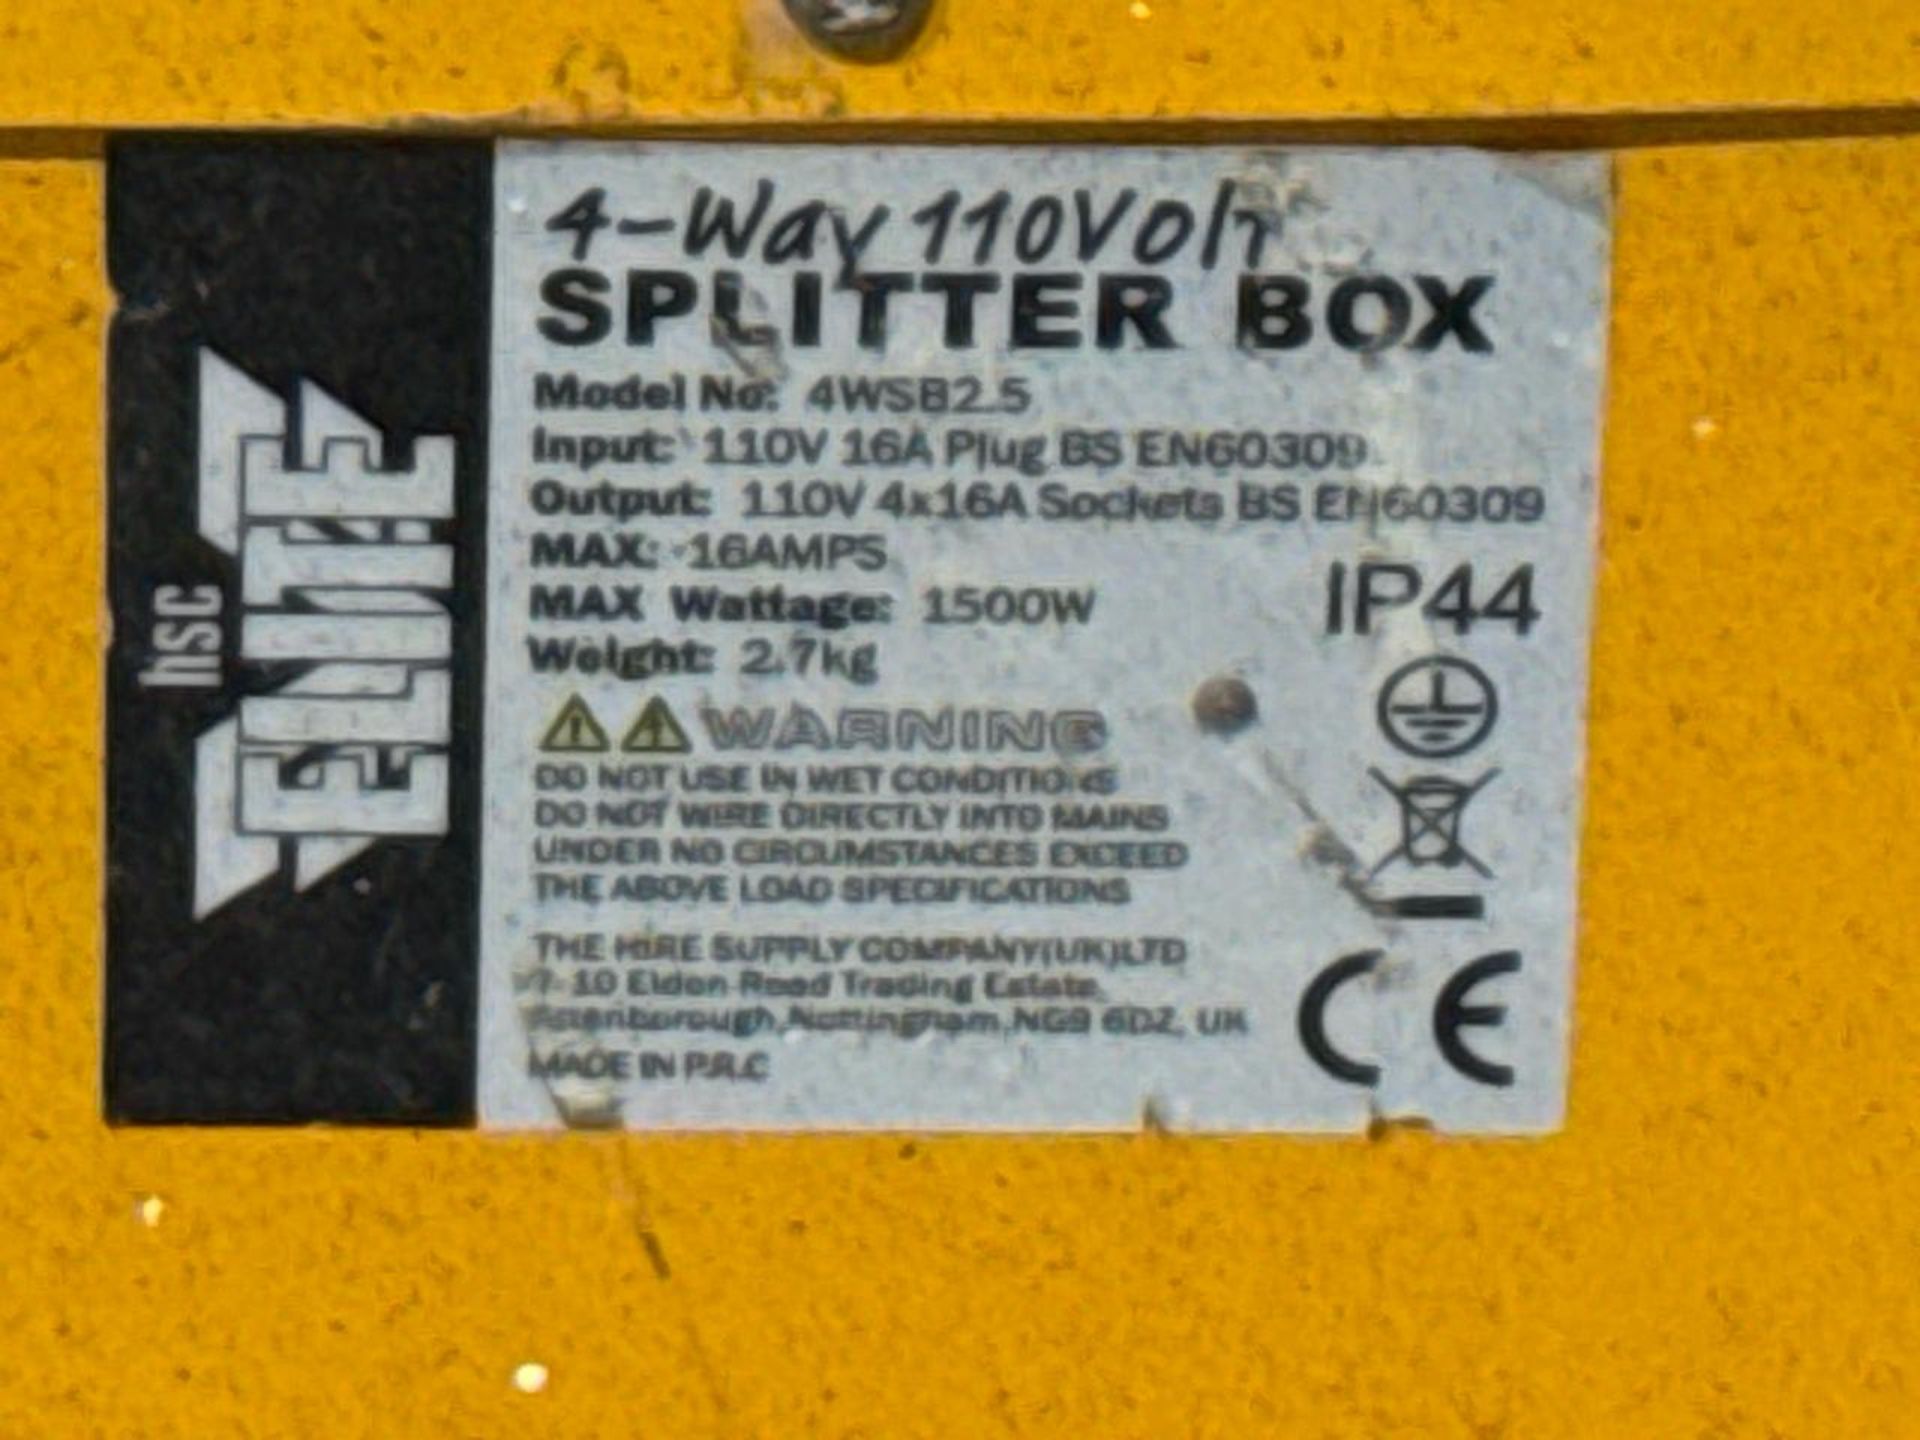 hSC
ELITE
4-Way 110Volt
SPLITTER BOX
Model No: 4WSB2.5
Input: 110V 16A Plug BS EN60309
Output: 110V 4x16A Sockets BS EN60309
MAX: 16AMPS
MAX Wattage: 1500W
Weight: 2.7kg
IP44
WARNING
DO NOT USE IN WET CONDITIONS
DO NOT WIRE DIRECTLY INTO MAINS
UNDER NO CIRCUMSTANCES EXCEED
THE ABOVE LOAD SPECIFICATIONS
THE HIRE SUPPLY COMPANY(UK)LTD
10 Eldon Road Trading Estate,
Nottingham, NG9 6DZ, UK
MADE IN P.R.C
CE